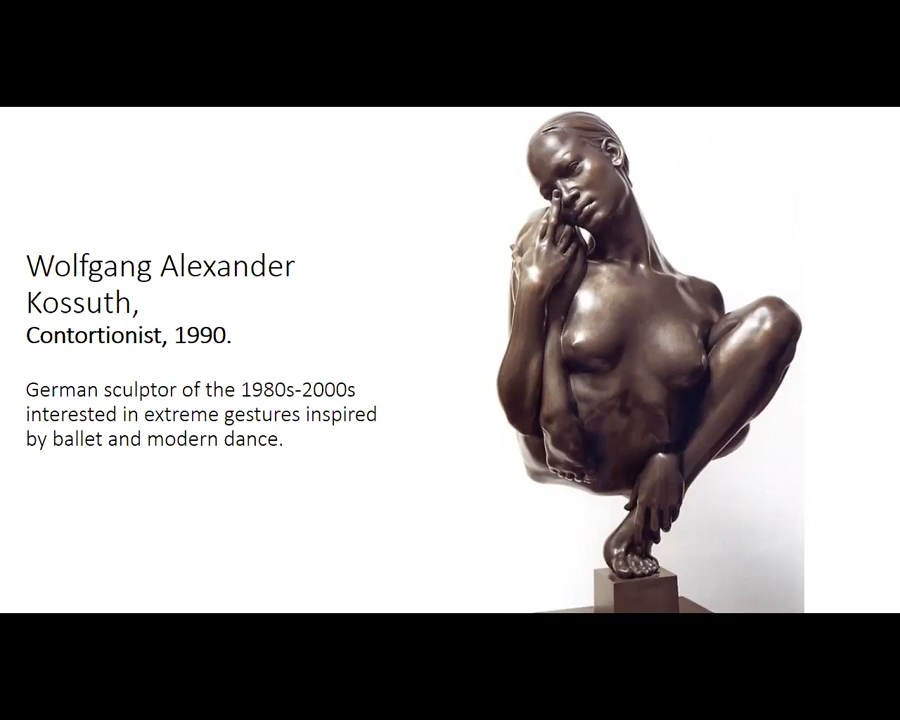 Wolfgang Alexander
Kossuth,
Contortionist, 1990.
German sculptor of the 1980s-2000s
interested in extreme gestures inspired
by ballet and modern dance.